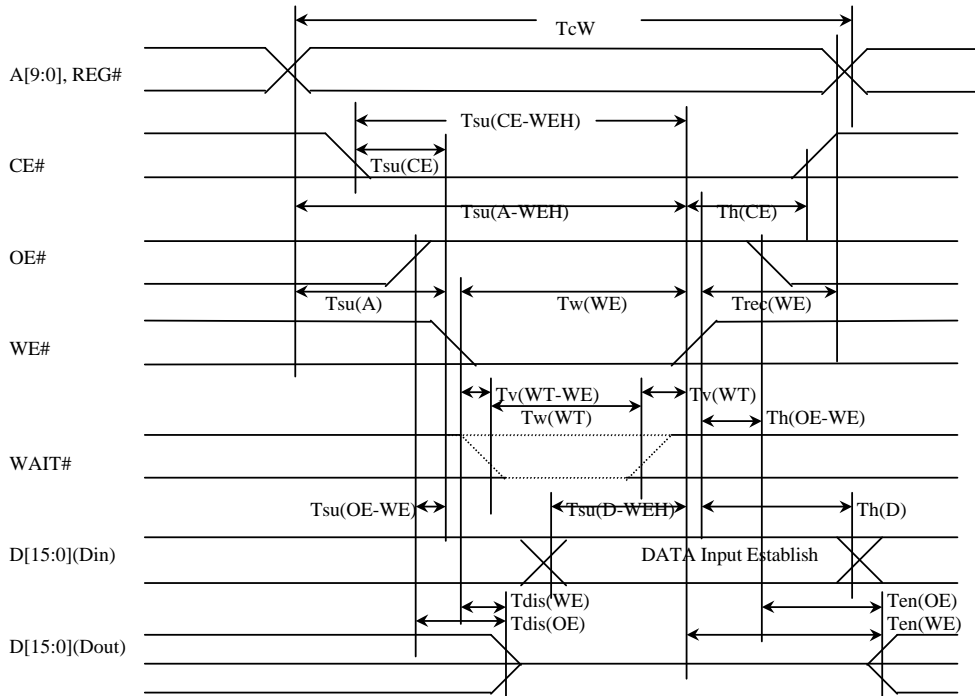 TcW
A[9:0], REG#
Tsu(CE-WEH)
CE#
Tsu(CE)
Tsu(A-WEH)
Th(CE)
OE#
Tsu(A)
Tw(WE)
Trec(WE)
WE#
Tv(WT-WE)
Tv(WT)
Tw(WT)
Th(OE-WE)
WAIT#
Tsu(OE-WE)
Tsu(D-WEH)
Th(D)
D[15:0](Din)
DATA Input Establish
Tdis(WE)
Ten(OE)
Tdis(OE)
Ten(WE)
D[15:0](Dout)